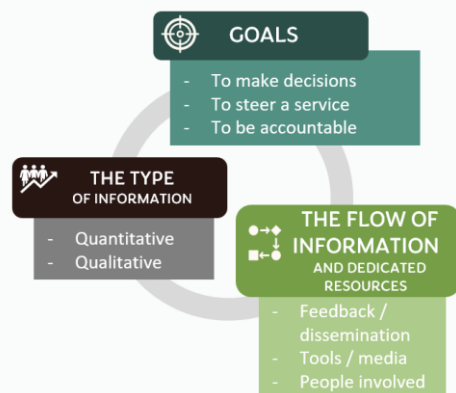 GOALS
- To make decisions
- To steer a service
- To be accountable
THE TYPE
OF INFORMATION
- Quantitative
- Qualitative
THE FLOW OF
INFORMATION
AND DEDICATED
RESOURCES
- Feedback /
dissemination
- Tools / media
- People involved